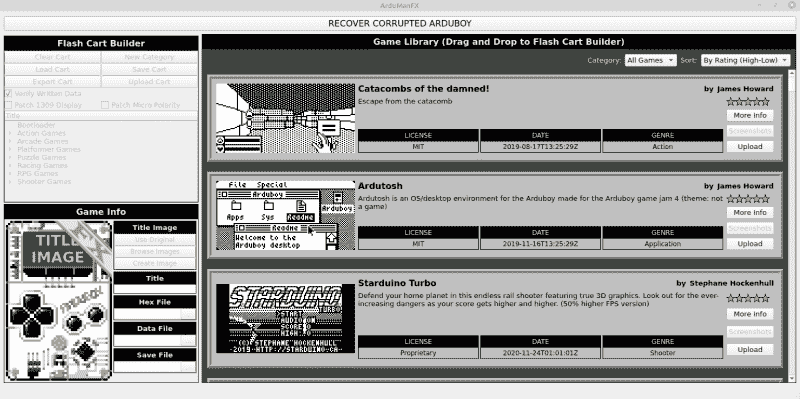 ArduManFX
RECOVER CORRUPTED ARDUBOY
Flash Cart Builder
Clear Cart
New Category
Load Cart
Save Cart
Export Cart
Upload Cart
Verify Written Data
Patch 1309 Display
Patch Micro Polarity
Title
Bootloader
Action Games
Arcade Games
Platformer Games
Puzzle Games
Racing Games
RPG Games
Shooter Games
Game Info
TITLE
IMAGE
Title Image
Use Original
Browse Images
Create Image
Title
Hex File
Data File
Save File
Game Library (Drag and Drop to Flash Cart Builder)
Category: All Games
Sort: By Rating (High-Low)
Catacombs of the damned!
by James Howard
Escape from the catacomb
More Info
Screenshots
Upload
LICENSE DATE GENRE
MIT 2019-08-17T13:25:29Z Action
File Special
Arduboy
Apps Sys Readme
Arduboy
Readme
Welcome to the
Arduboy desktop
Ardutosh
by James Howard
Ardutosh is an OS/desktop environment for the Arduboy made for the Arduboy game jam 4 (theme: not
a game)
More Info
Screenshots
Upload
LICENSE DATE GENRE
MIT 2019-11-16T13:25:29Z Application
STARDUINO
TURBO
START
AUDIO ON
SCORE 0
HIGH 0
(C) STEPHANE HOCKENHULL
2019 HTTP://STARDUINO.CA
Starduino Turbo
by Stephane Hockenhull
Defend your home planet in this endless rail shooter featuring true 3D graphics. Look out for the ever-
increasing dangers as your score gets higher and higher. (50% higher FPS version)
More Info
Screenshots
Upload
LICENSE DATE GENRE
Proprietary 2020-11-24T01:01:01Z Shooter